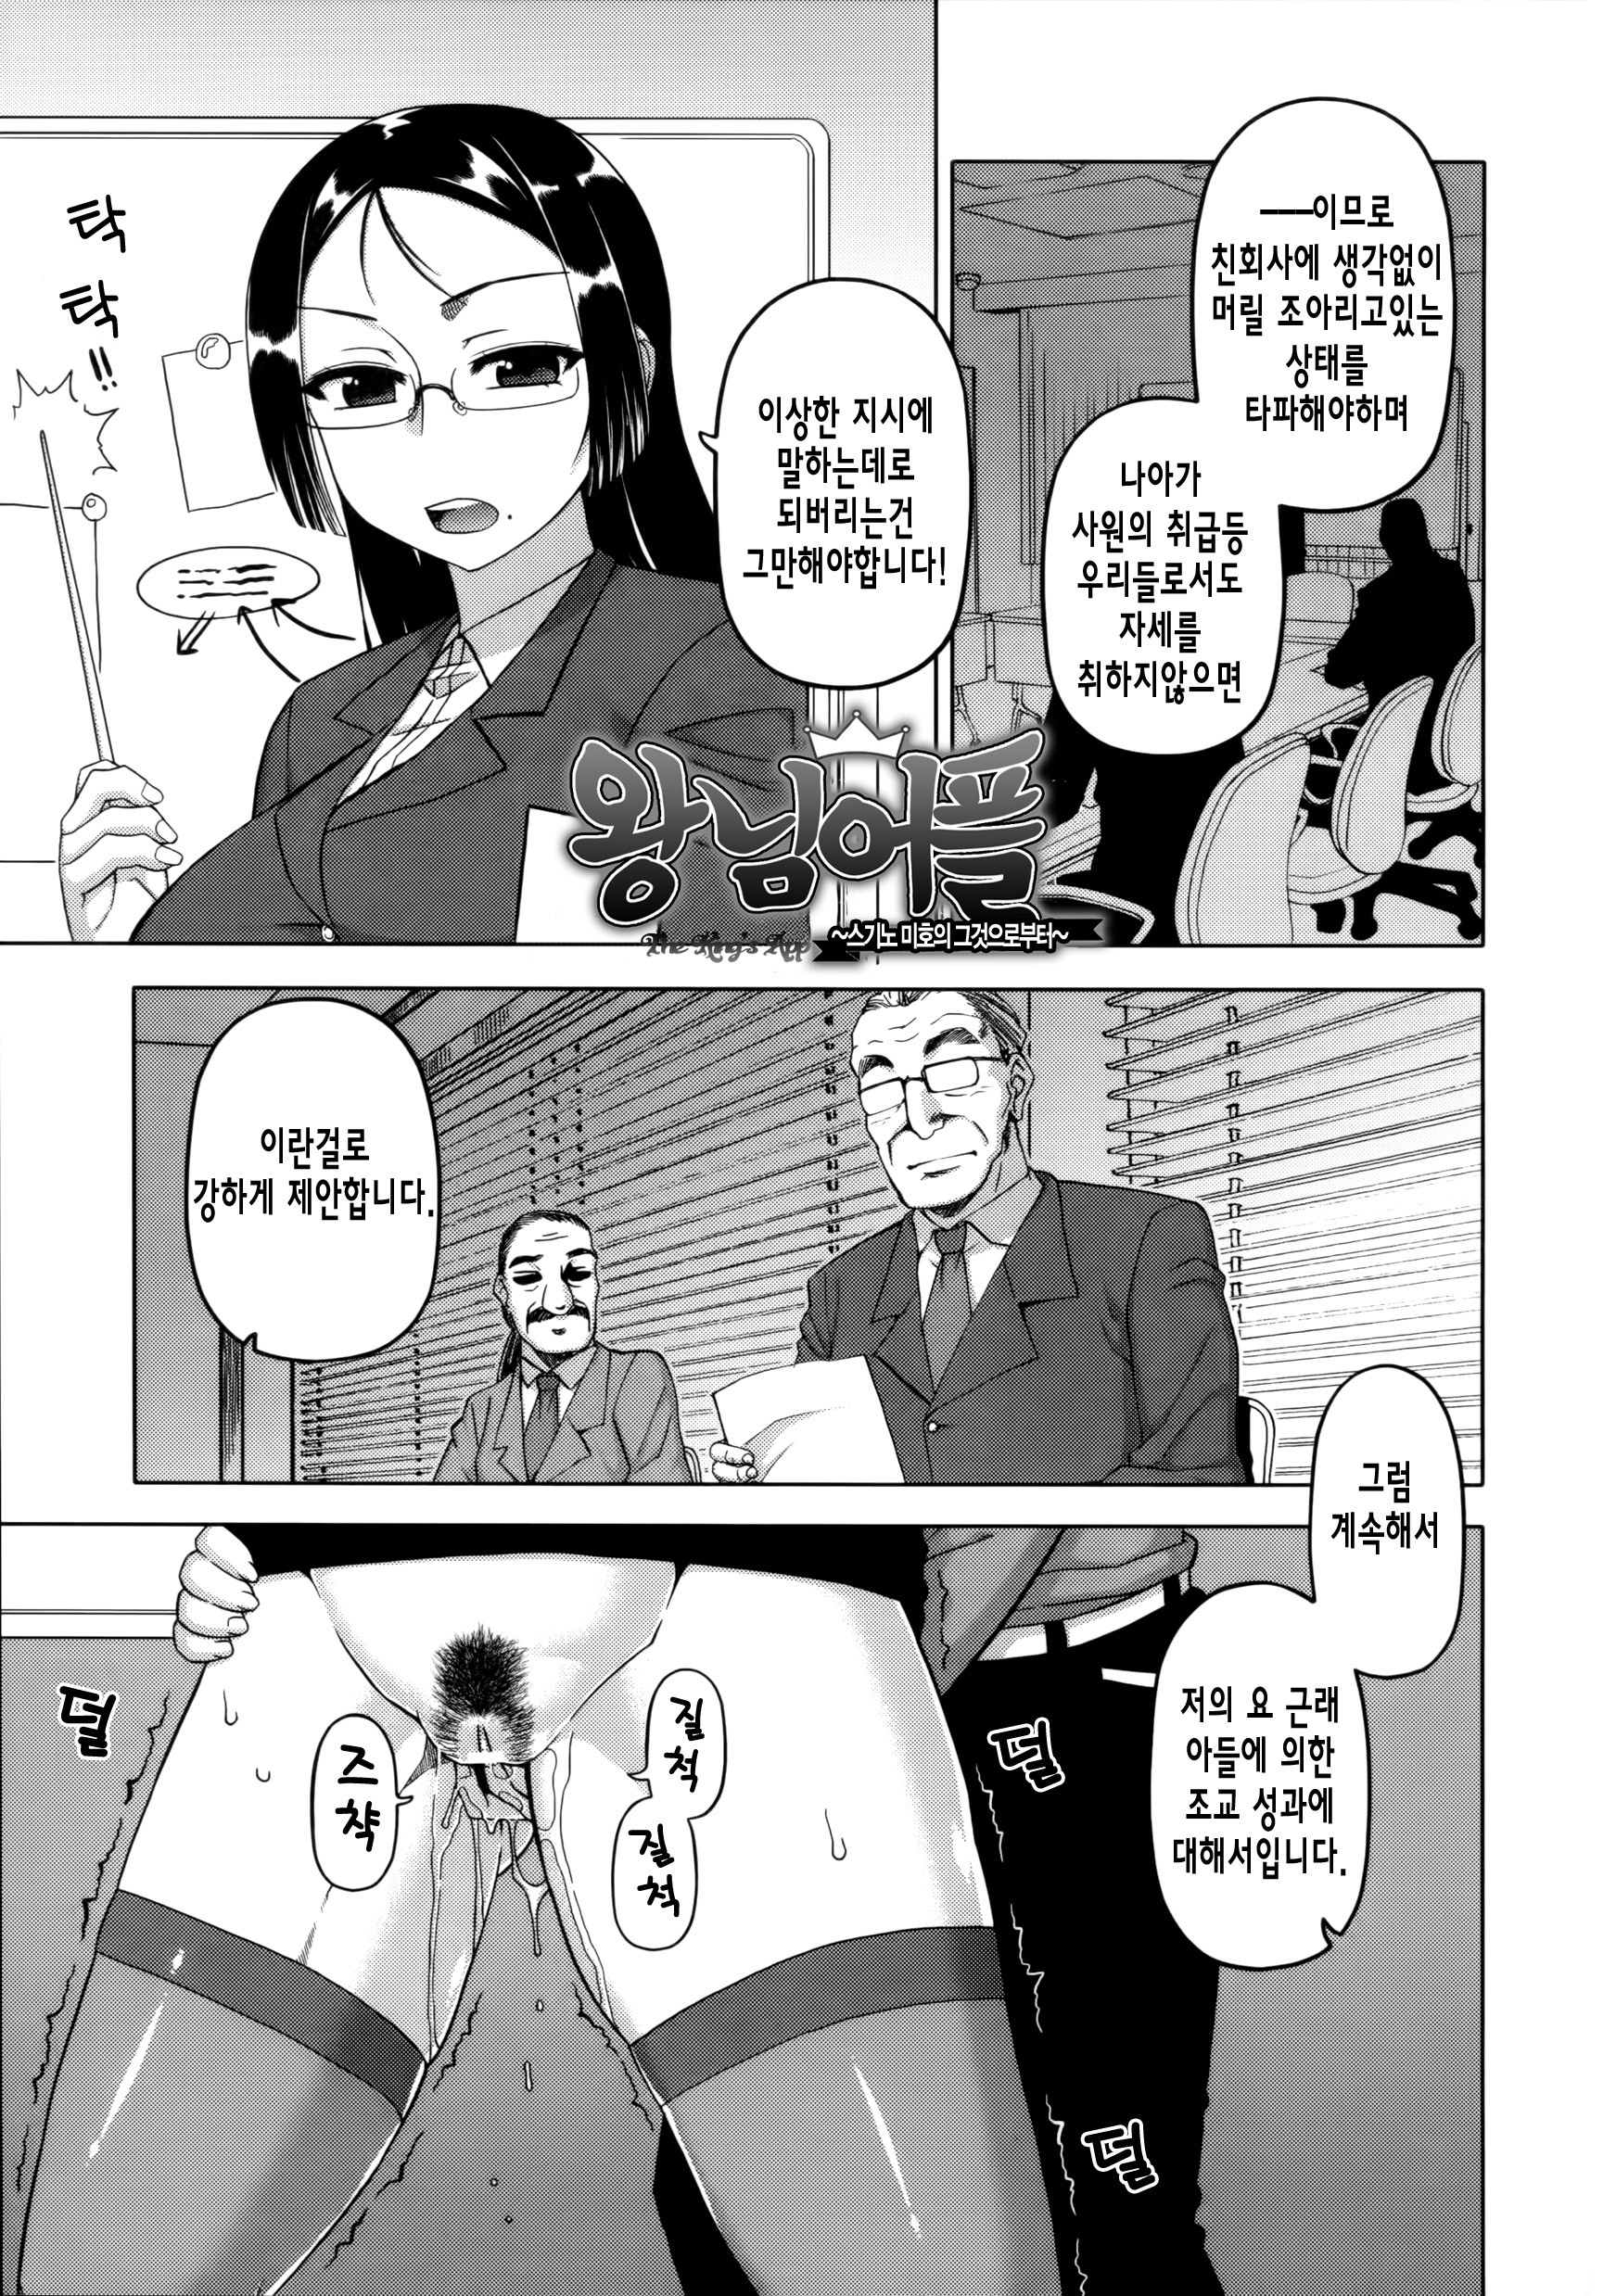 ━이므로
친회사에 생각없이
머릴 조아리고있는
상태를
타파해야하며
나아가
사원의 취급등
우리들로서도
자세를
취하지않으면
이상한 지시에
말하는데로
되버리는건
그만해야합니다!
탁
탁!!
왕님어플
The King's App
~스기노 미호의 그것으로부터~
이란걸로
강하게 제안합니다.
그럼
계속해서
저의 요 근래
아들에 의한
조교 성과에
대해서입니다.
덜
덜
덜
질척
질척
즈챡